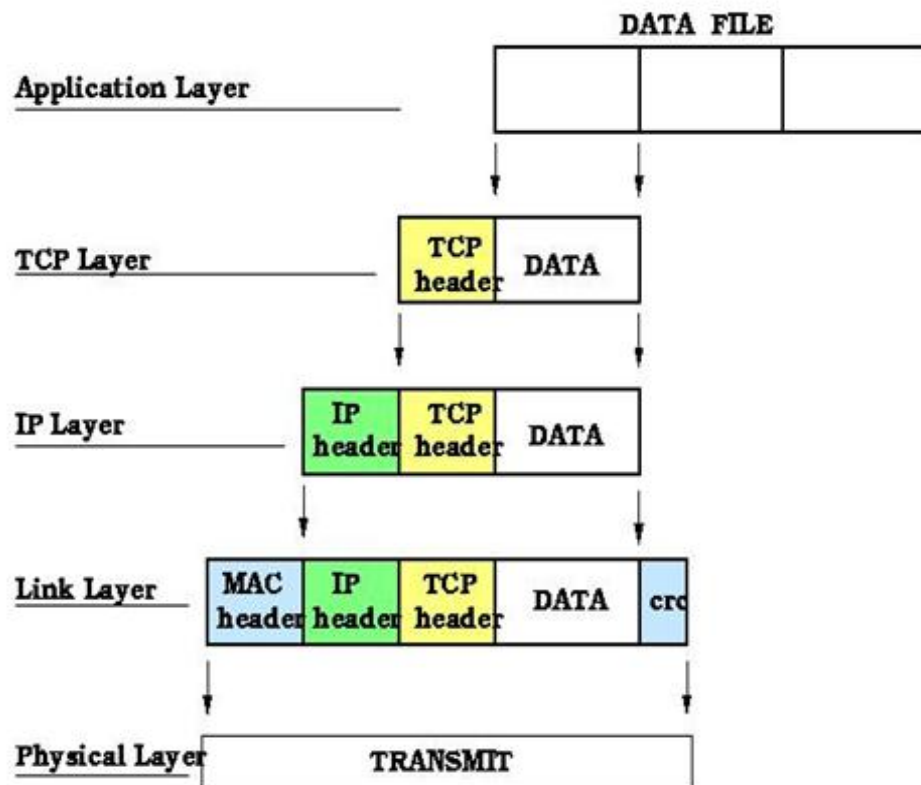 DATA FILE
Application Layer
TCP Layer
TCP
header
DATA
IP Layer
IP
header
TCP
header
DATA
Link Layer
MAC
header
IP
header
TCP
header
DATA
crc
Physical Layer
TRANSMIT